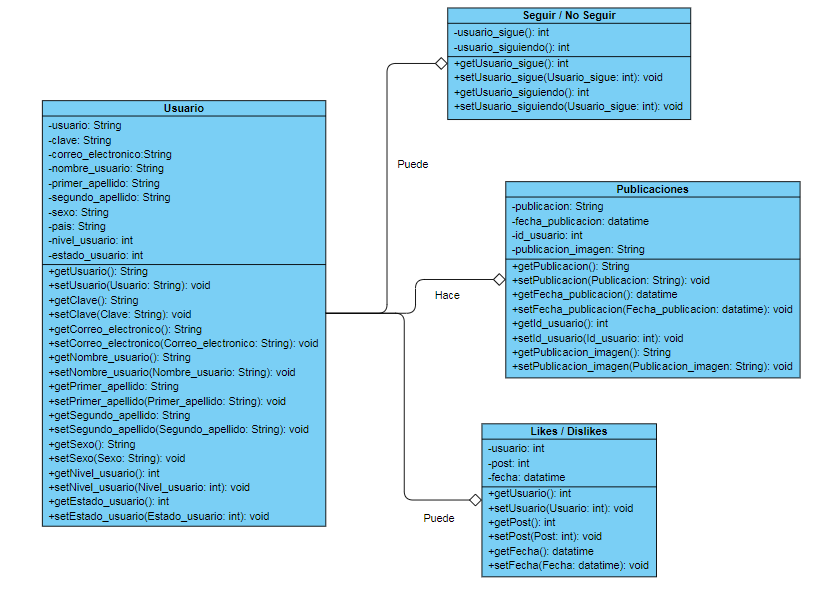 Seguir / No Seguir
-usuario_sigue(): int
-usuario_siguiendo(): int
+getUsuario_sigue(): int
+setUsuario_sigue(Usuario_sigue: int): void
+getUsuario_siguiendo(): int
+setUsuario_siguiendo(Usuario_sigue: int): void
Usuario
-usuario: String
-clave: String
-correo_electronico:String
-nombre_usuario: String
-primer_apellido: String
-segundo_apellido: String
-sexo: String
-pais: String
-nivel_usuario: int
-estado_usuario: int
+getUsuario(): String
+setUsuario(Usuario: String): void
+getClave(): String
+setClave(Clave: String): void
+getCorreo_electronico(): String
+setCorreo_electronico(Correo_electronico: String): void
+getNombre_usuario(): String
+setNombre_usuario(Nombre_usuario: String): void
+getPrimer_apellido: String
+setPrimer_apellido(Primer_apellido: String): void
+getSegundo_apellido: String
+setSegundo_apellido(Segundo_apellido: String): void
+getSexo(): String
+setSexo(Sexo: String): void
+getNivel_usuario(): int
+setNivel_usuario(Nivel_usuario: int): void
+getEstado_usuario(): int
+setEstado_usuario(Estado_usuario: int): void
Puede
Publicaciones
-publicacion: String
-fecha_publicacion: datatime
-id_usuario: int
-publicacion_imagen: String
+getPublicacion(): String
+setPublicacion(Publicacion: String): void
+getFecha_publicacion(): datatime
+setFecha_publicacion(Fecha_publicacion: datatime): void
+getId_usuario(): int
+setId_usuario(Id_usuario: int): void
+getPublicacion_imagen(): String
+setPublicacion_imagen(Publicacion_imagen: String): void
Hace
Likes / Dislikes
-usuario: int
-post: int
-fecha: datatime
+getUsuario(): int
+setUsuario(Usuario: int): void
+getPost(): int
+setPost(Post: int): void
+getFecha(): datatime
+setFecha(Fecha: datatime): void
Puede